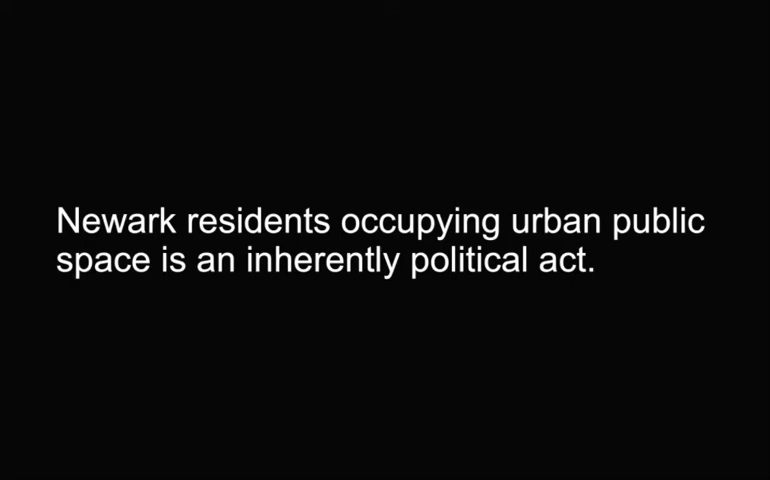 Newark residents occupying urban public
space is an inherently political act.